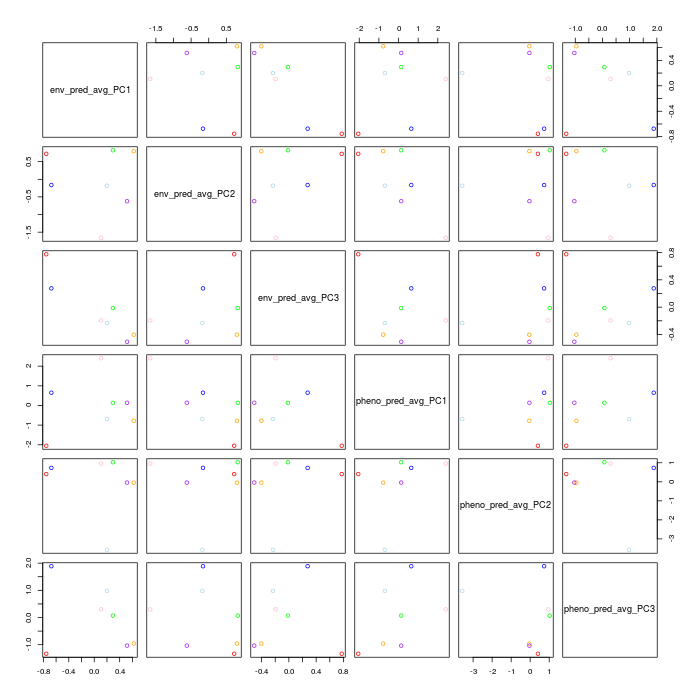 -1.5 -0.5 0.5 -2 -1 0 1 2 -1.0 0.0 1.0 2.0
env_pred_avg_PC1
-0.8 -0.4 0.0 0.4
env_pred_avg_PC2
-1.5 -0.5 0.5
env_pred_avg_PC3
-0.4 0.0 0.4 0.8
pheno_pred_avg_PC1
-2 -1 0 1 2
pheno_pred_avg_PC2
-3 -2 -1 0 1
pheno_pred_avg_PC3
-1.0 0.0 1.0 2.0
-0.8 -0.4 0.0 0.4 -0.4 0.0 0.4 0.8 -3 -2 -1 0 1